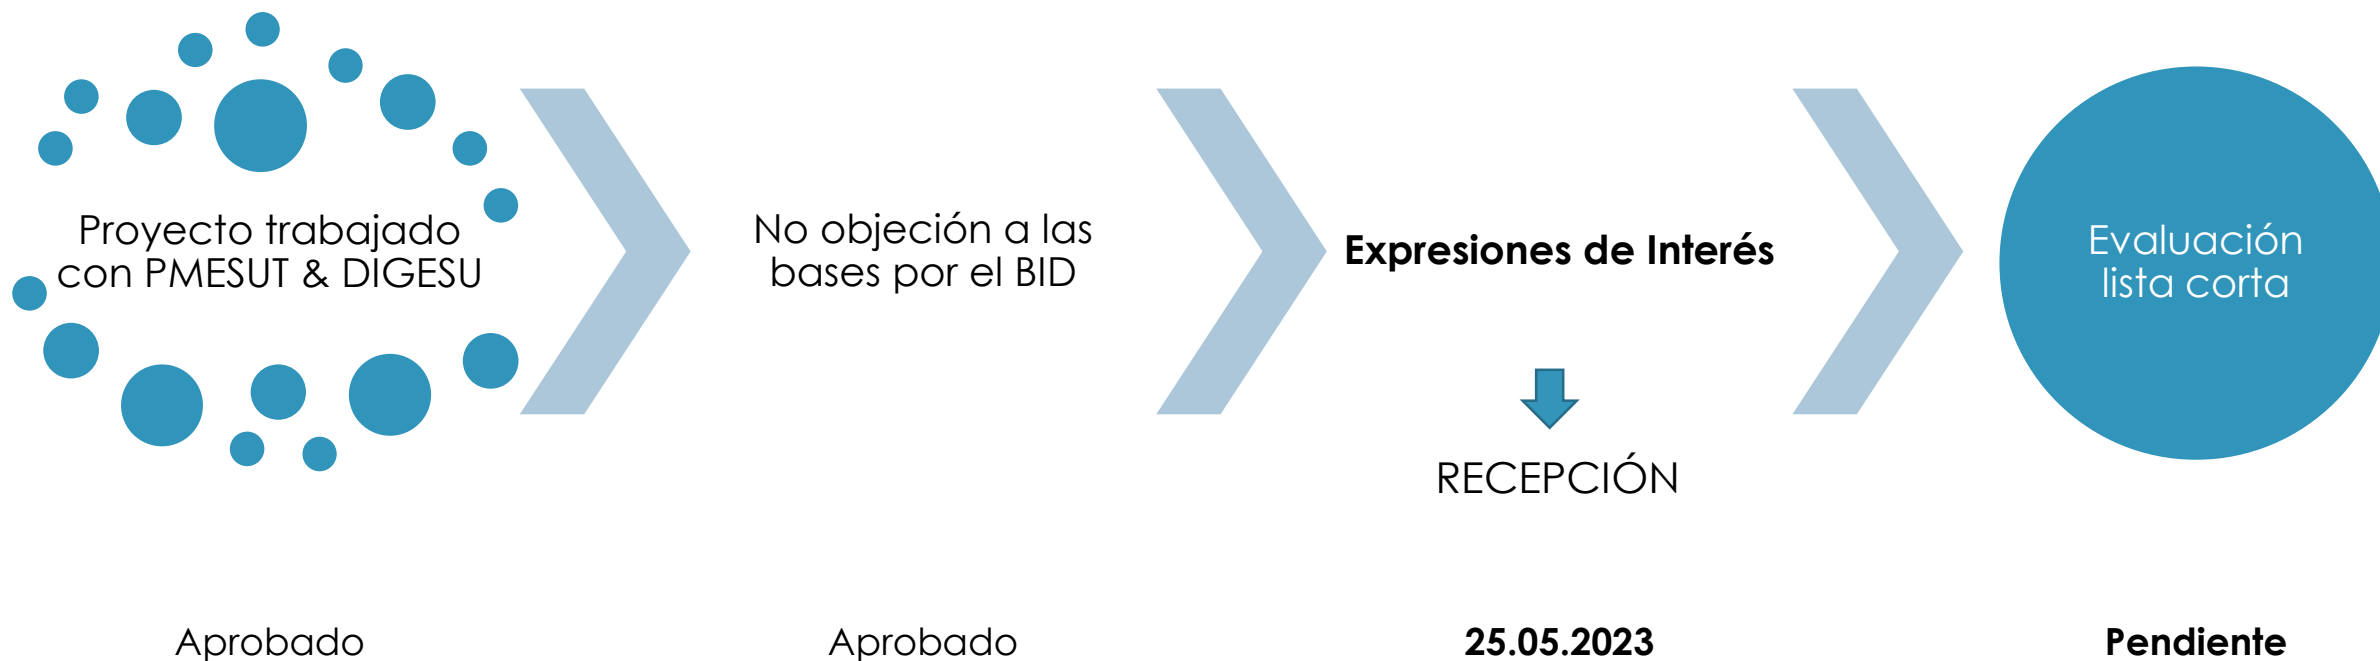 Proyecto trabajado
con PMESUT & DIGESU
No objeción a las
bases por el BID
Expresiones de Interés
RECEPCIÓN
Evaluación
lista corta
Aprobado
Aprobado
25.05.2023
Pendiente